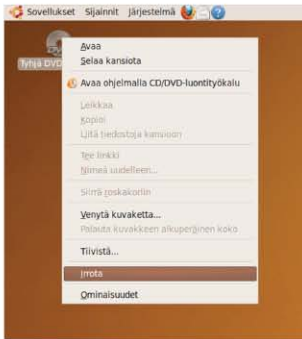 Sovellukset Sijainnit Järjestelmä
Tyhjä DVD
Avaa
Selaa kansiota
Avaa ohjelmalla CD/DVD-luontityökalu
Leikkaa
Kopioi
Liitä tiedostoja kansioon
Tee linkki
Nimeä uudelleen...
Siirrä roskakoriin
Venytä kuvaketta...
Palauta kuvakkeen alkuperäinen koko
Tiivistä...
Irrota
Ominaisuudet